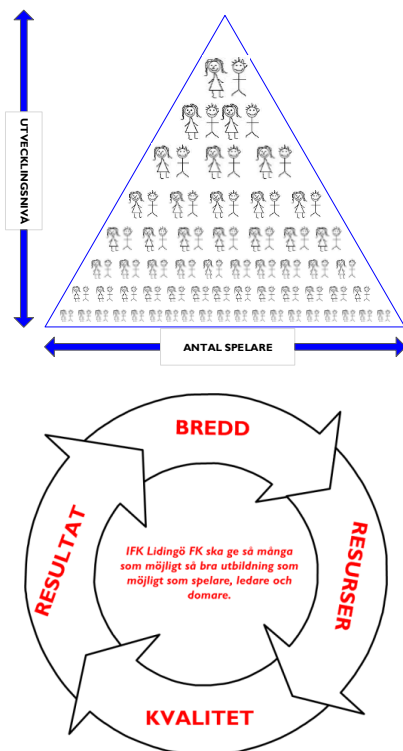 UTVECKLINGSNIVÅ
ANTAL SPELARE
BREDD
RESURSER
KVALITET
RESULTAT
IFK Lidingö FK ska ge så många
som möjligt så bra utbildning som
möjligt som spelare, ledare och
domare.